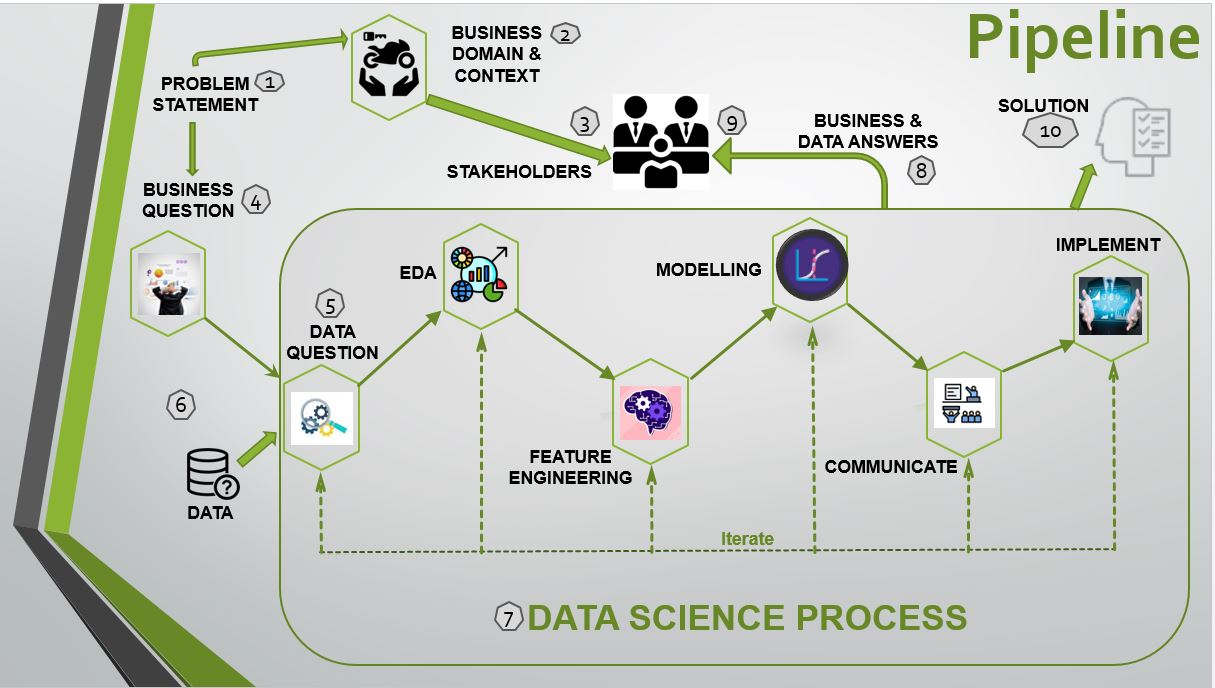 Pipeline
BUSINESS 2
DOMAIN &
CONTEXT
PROBLEM 1
STATEMENT
3
9
STAKEHOLDERS
BUSINESS &
DATA ANSWERS
8
SOLUTION
10
BUSINESS
QUESTION 4
IMPLEMENT
EDA
MODELLING
5
DATA
QUESTION
6
DATA
FEATURE
ENGINEERING
COMMUNICATE
Iterate
7 DATA SCIENCE PROCESS